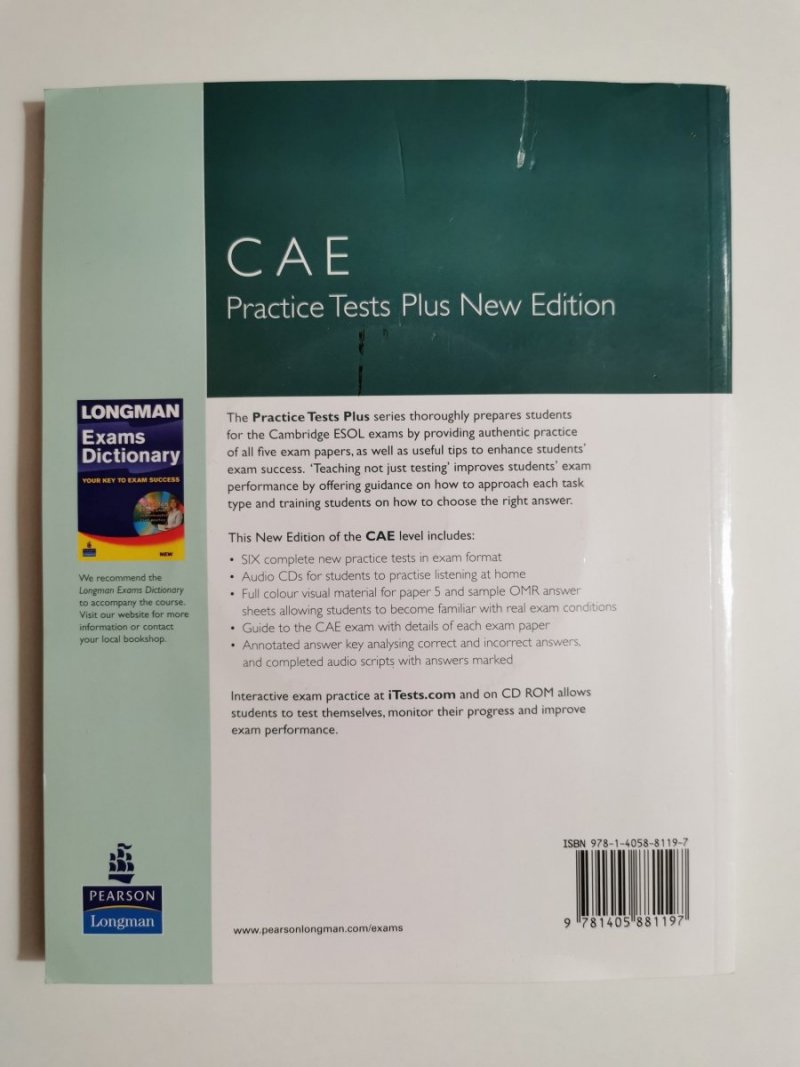 CAE
Practice Tests Plus New Edition
LONGMAN
Exams
Dictionary
YOUR KEY TO EXAM SUCCESS
NEW
We recommend the
Longman Exams Dictionary
to accompany the course.
Visit our website for more
information or contact
your local bookshop.
The Practice Tests Plus series thoroughly prepares students
for the Cambridge ESOL exams by providing authentic practice
of all five exam papers, as well as useful tips to enhance students'
exam success. 'Teaching not just testing' improves students' exam
performance by offering guidance on how to approach each task
type and training students on how to choose the right answer.
This New Edition of the CAE level includes:
• SIX complete new practice tests in exam format
• Audio CDs for students to practise listening at home
• Full colour visual material for paper 5 and sample OMR answer
sheets allowing students to become familiar with real exam conditions
• Guide to the CAE exam with details of each exam paper
• Annotated answer key analysing correct and incorrect answers,
and completed audio scripts with answers marked
Interactive exam practice at iTests.com and on CD ROM allows
students to test themselves, monitor their progress and improve
exam performance.
PEARSON
Longman
www.pearsonlongman.com/exams
ISBN 978-1-4058-8119-7
9 781405 881197